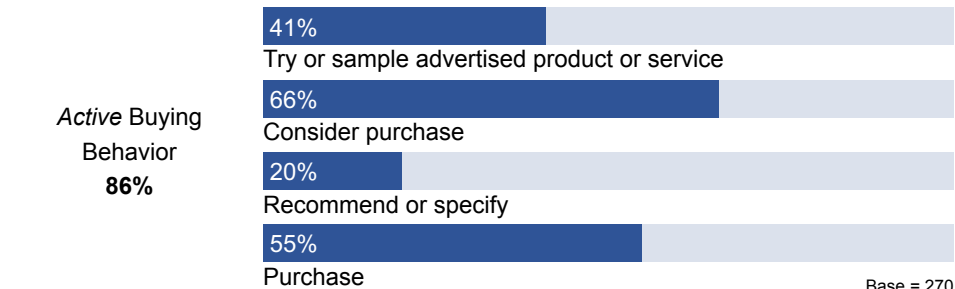 41%
Try or sample advertised product or service
66%
Consider purchase
Active Buying
Behavior
86%
20%
Recommend or specify
55%
Purchase
Base = 270